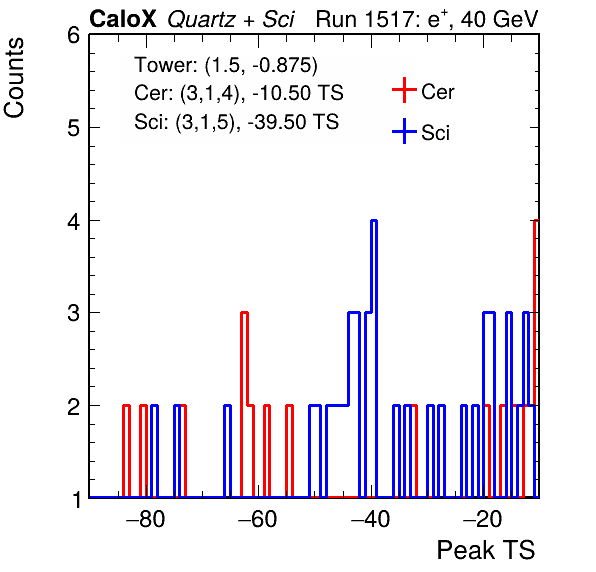 CaloX Quartz + Sci Run 1517: e⁺, 40 GeV
Counts
6
5
4
3
2
1
Tower: (1.5, -0.875)
Cer: (3,1,4), -10.50 TS
Sci: (3,1,5), -39.50 TS
Cer
Sci
−80 −60 −40 −20
Peak TS